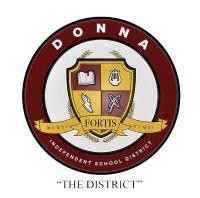 DONNA
FORTIS
INDEPENDENT SCHOOL DISTRICT
“THE DISTRICT”